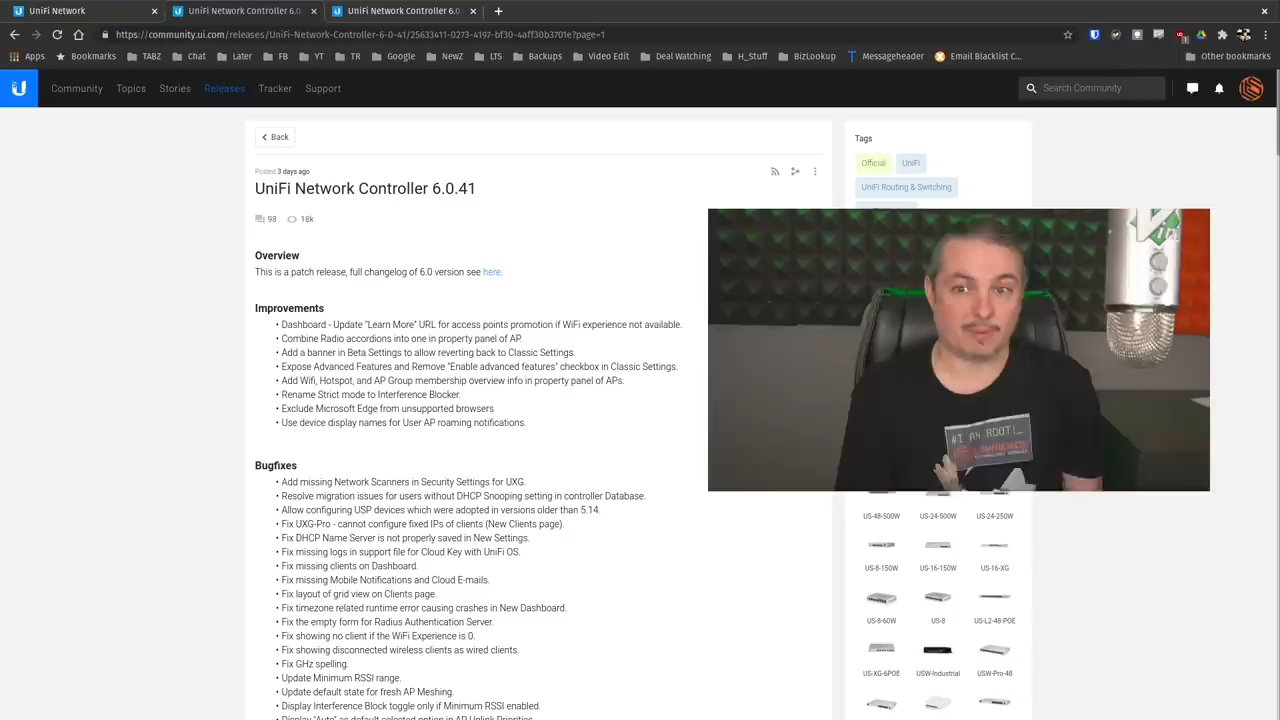 UniFi Network
UniFi Network Controller 6.0.
UniFi Network Controller 6.0.
https://community.ui.com/releases/UniFi-Network-Controller-6-0-41/25633411-0273-4197-bf30-4aff30b3701e?page=1
Apps
Bookmarks
TABZ
Chat
Later
FB
YT
TR
Google
NewZ
LTS
Backups
Video Edit
Deal Watching
H_Stuff
BizLookup
Messageheader
Email Blacklist C...
Other bookmarks
Community
Topics
Stories
Releases
Tracker
Support
Search Community
Back
Posted 3 days ago
UniFi Network Controller 6.0.41
98
18k
Overview
This is a patch release, full changelog of 6.0 version see here.
Improvements
• Dashboard - Update "Learn More" URL for access points promotion if WiFi experience not available.
• Combine Radio accordions into one in property panel of AP.
• Add a banner in Beta Settings to allow reverting back to Classic Settings.
• Expose Advanced Features and Remove "Enable advanced features" checkbox in Classic Settings.
• Add Wifi, Hotspot, and AP Group membership overview info in property panel of APs.
• Rename Strict mode to Interference Blocker.
• Exclude Microsoft Edge from unsupported browsers
• Use device display names for User AP roaming notifications.
Bugfixes
• Add missing Network Scanners in Security Settings for UXG.
• Resolve migration issues for users without DHCP Snooping setting in controller Database.
• Allow configuring USP devices which were adopted in versions older than 5.14.
• Fix UXG-Pro - cannot configure fixed IPs of clients (New Clients page).
• Fix DHCP Name Server is not properly saved in New Settings.
• Fix missing logs in support file for Cloud Key with UniFi OS.
• Fix missing clients on Dashboard.
• Fix missing Mobile Notifications and Cloud E-mails.
• Fix layout of grid view on Clients page.
• Fix timezone related runtime error causing crashes in New Dashboard.
• Fix the empty form for Radius Authentication Server.
• Fix showing no client if the WiFi Experience is 0.
• Fix showing disconnected wireless clients as wired clients.
• Fix GHz spelling.
• Update Minimum RSSI range.
• Update default state for fresh AP Meshing.
• Display Interference Block toggle only if Minimum RSSI enabled.
• Display "Auto" as default selected option in AP Uplink Priorities.
Tags
Official
UniFi
UniFi Routing & Switching
#I AM ROOT!_
US-48-500W
US-24-500W
US-24-250W
US-8-150W
US-16-150W
US-16-XG
US-8-60W
US-8
US-L2-48-POE
US-XG-6POE
USW-Industrial
USW-Pro-48